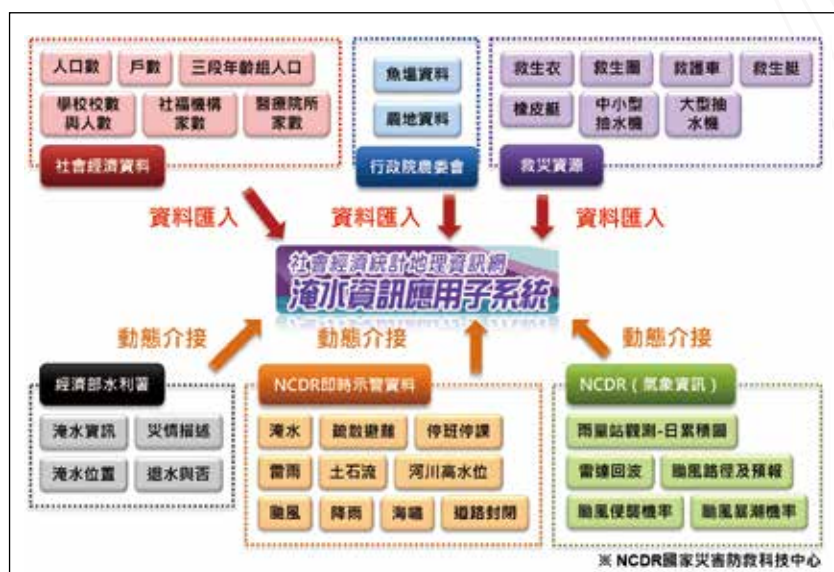 人口數 戶數 三段年齡組人口
學校校數與人數 社福機構家數 醫療院所家數
社會經濟資料
魚塭資料
農地資料
行政院農委會
救生衣 救生圈 救護車 救生艇
橡皮艇 中小型抽水機 大型抽水機
救災資源
資料匯入 資料匯入 資料匯入
社會經濟統計地理資訊網
淹水資訊應用子系統
動態介接 動態介接 動態介接
經濟部水利署
淹水資訊 災情描述
淹水位置 退水與否
NCDR即時示警資料
淹水 疏散避難 停班停課
雷雨 土石流 河川高水位
颱風 降雨 海嘯 道路封閉
NCDR(氣象資訊)
雨量站觀測-日累積圖
雷達回波 颱風路徑及預報
颱風侵襲機率 颱風暴潮機率
※ NCDR國家災害防救科技中心